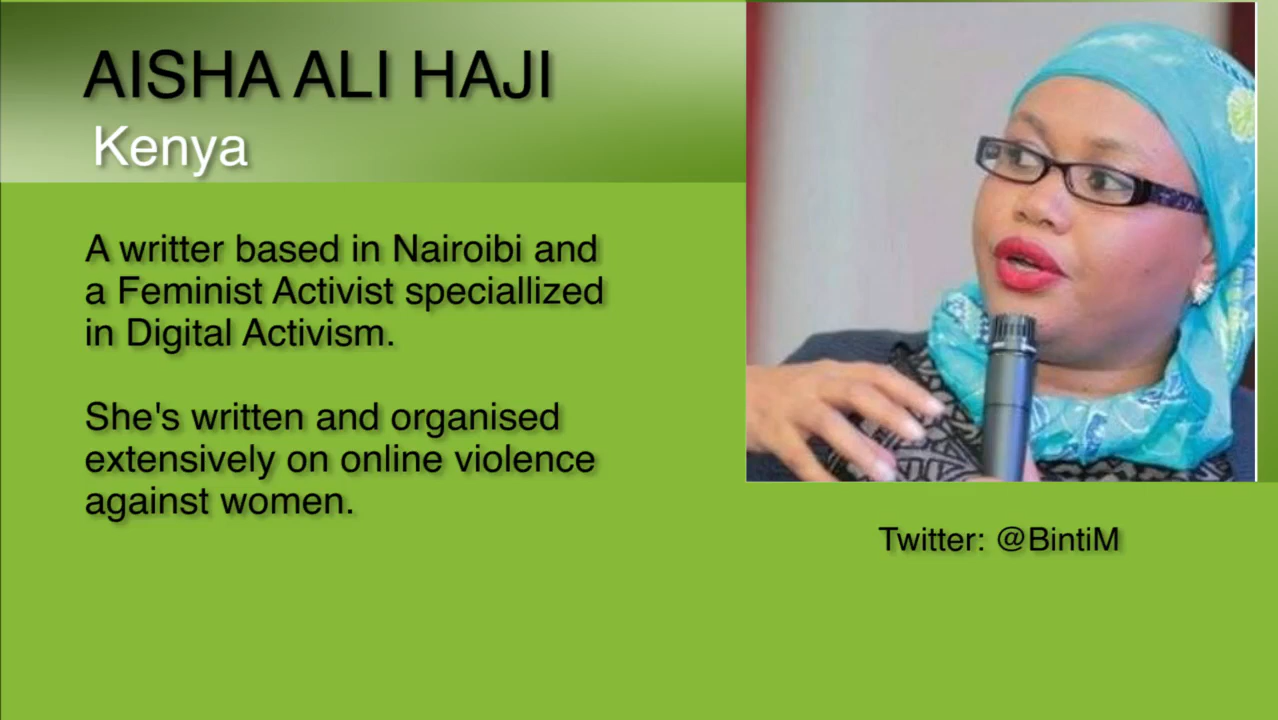 AISHA ALI HAJI
Kenya
A writter based in Nairoibi and
a Feminist Activist speciallized
in Digital Activism.
She's written and organised
extensively on online violence
against women.
Twitter: @BintiM